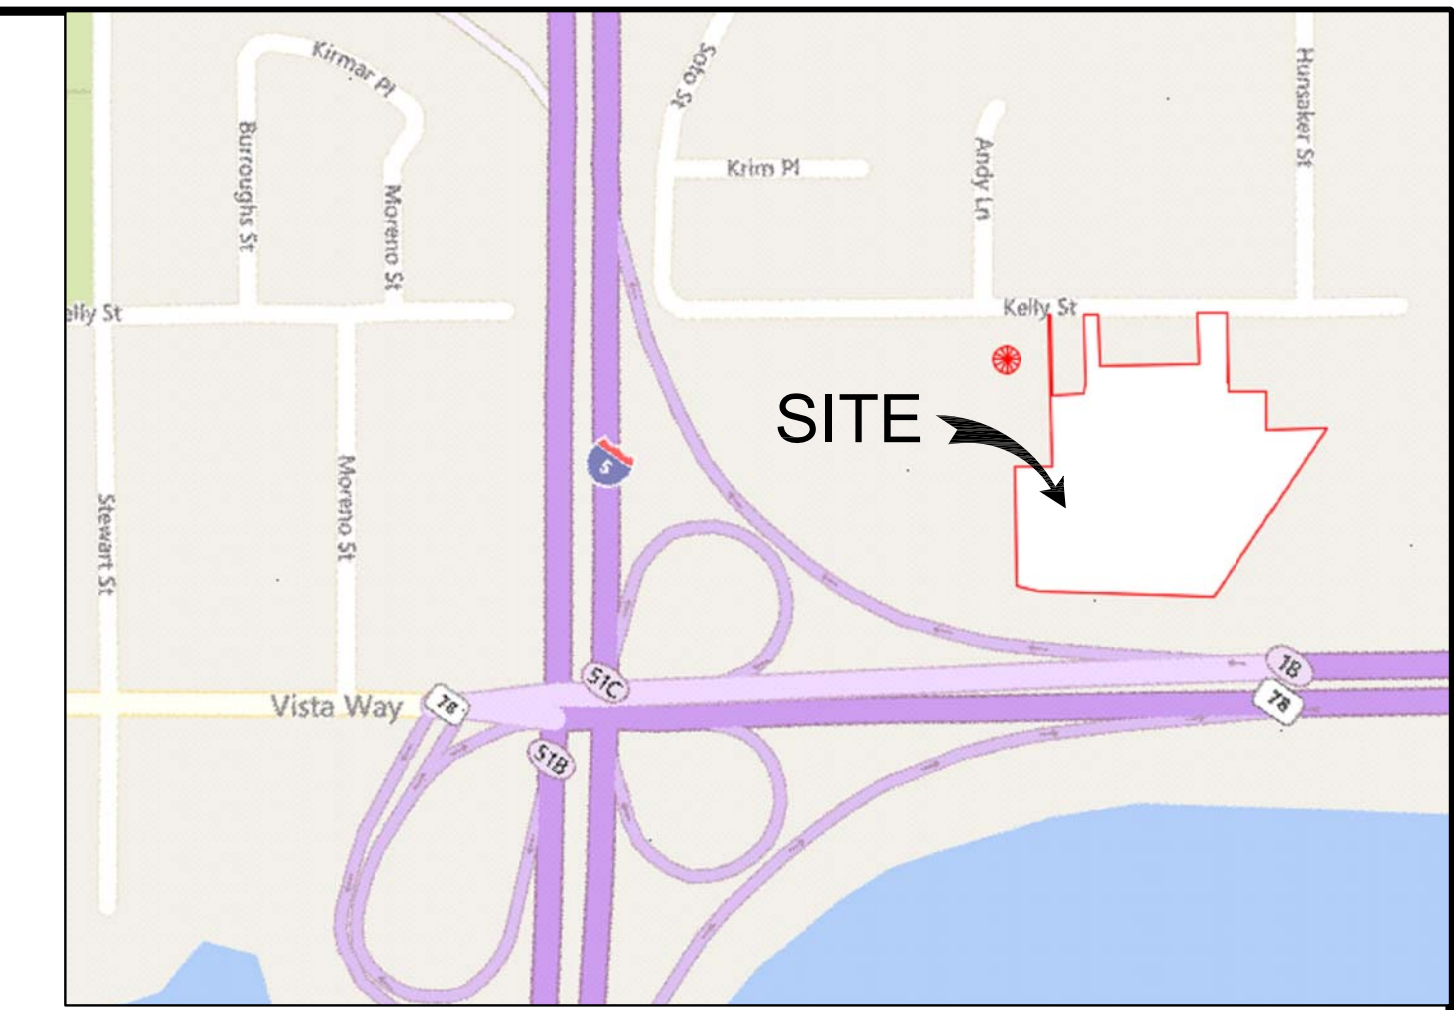 Kirmar Pl
Soto St
Hunsaker St
Burroughs St
Krim Pl
Andy Ln
Moreno St
elly St
Kelly St
SITE
5
Moreno St
Stewart St
51C
1B
Vista Way
78
78
51B